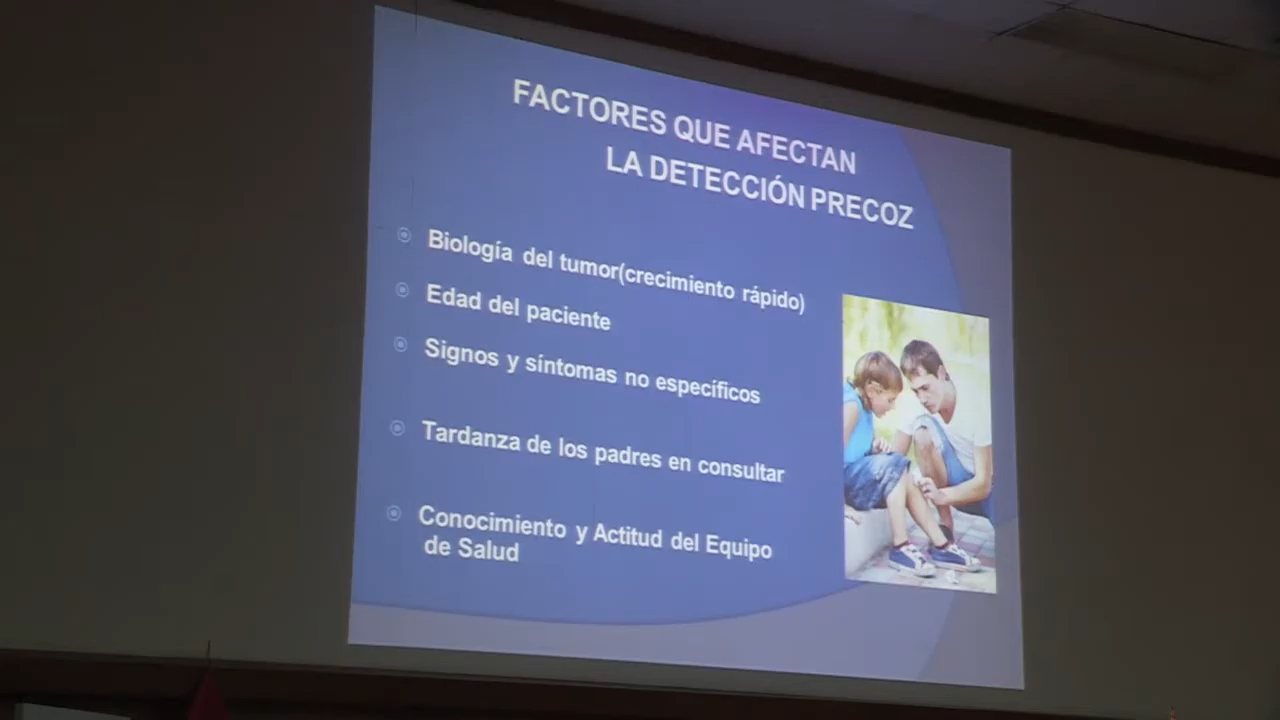 FACTORES QUE AFECTAN
LA DETECCIÓN PRECOZ
Biología del tumor(crecimiento rápido)
Edad del paciente
Signos y síntomas no específicos
Tardanza de los padres en consultar
Conocimiento y Actitud del Equipo
de Salud